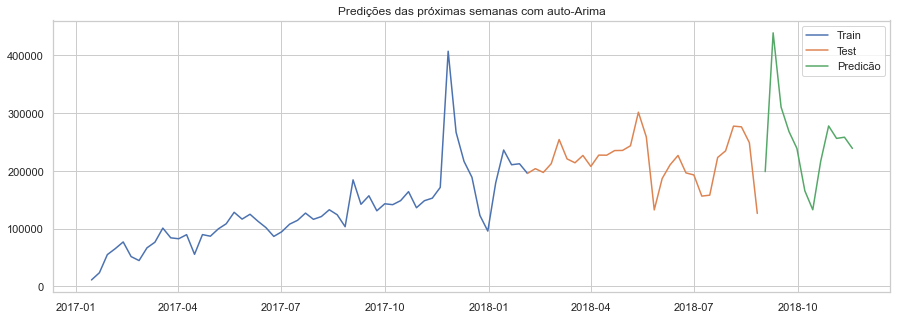 Predições das próximas semanas com auto-Arima
Train
Test
Predicão
400000
300000
200000
100000
0
2017-01 2017-04 2017-07 2017-10 2018-01 2018-04 2018-07 2018-10